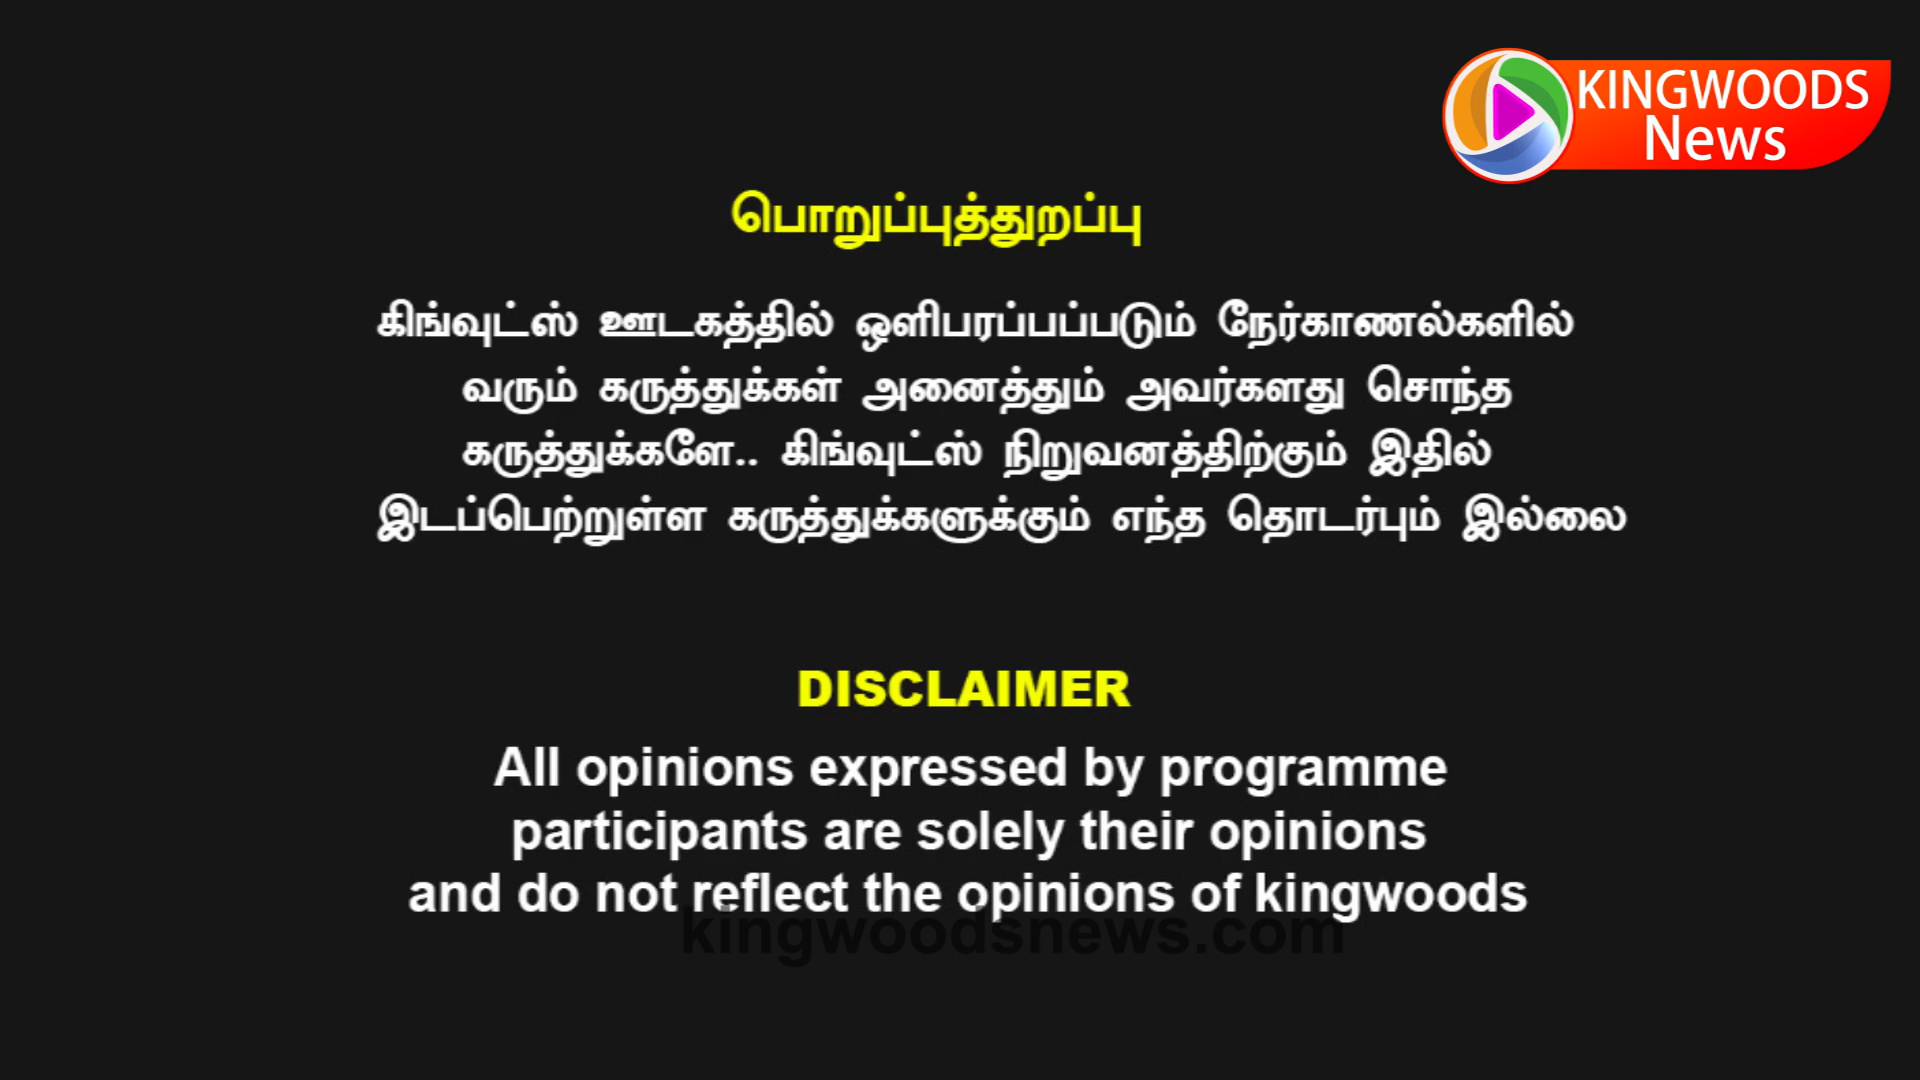 KINGWOODS
News
பொறுப்புத்துறப்பு
கிங்வுட்ஸ் ஊடகத்தில் ஒளிபரப்பப்படும் நேர்காணல்களில்
வரும் கருத்துக்கள் அனைத்தும் அவர்களது சொந்த
கருத்துக்களே.. கிங்வுட்ஸ் நிறுவனத்திற்கும் இதில்
இடப்பெற்றுள்ள கருத்துக்களுக்கும் எந்த தொடர்பும் இல்லை
DISCLAIMER
All opinions expressed by programme
participants are solely their opinions
and do not reflect the opinions of kingwoods
kingwoodsnews.com